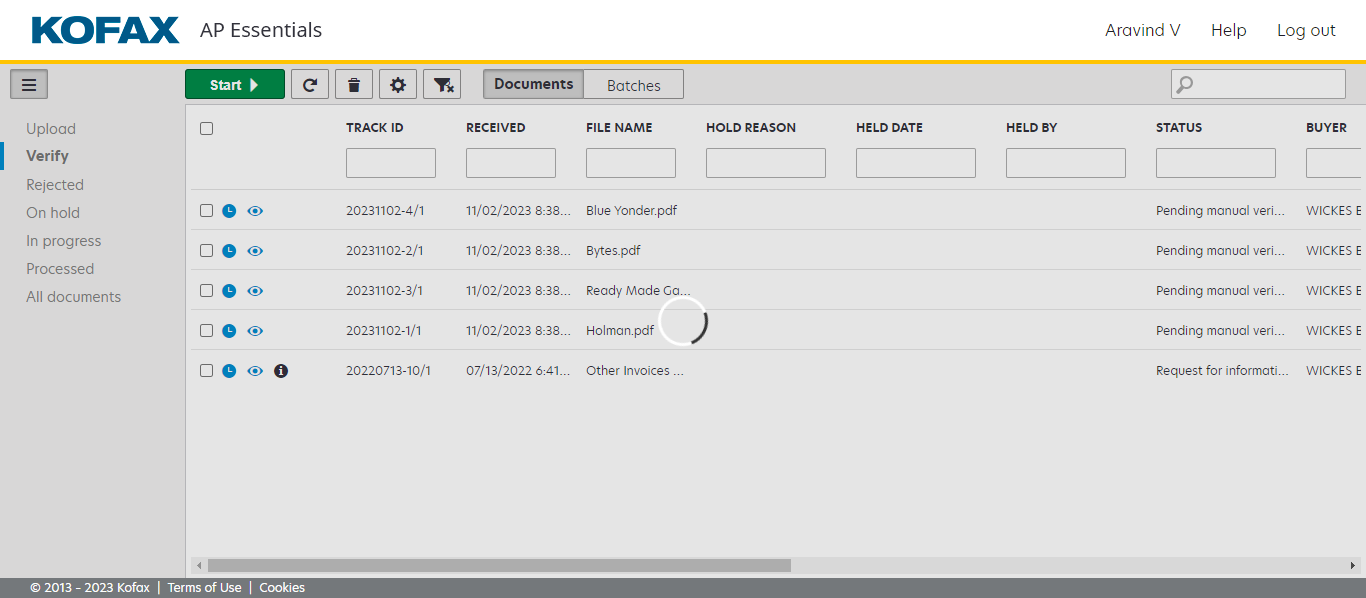 KOFAX AP Essentials Aravind V Help Log out
Start Documents Batches
Upload
Verify
Rejected
On hold
In progress
Processed
All documents
TRACK ID RECEIVED FILE NAME HOLD REASON HELD DATE HELD BY STATUS BUYER
20231102-4/1 11/02/2023 8:38... Blue Yonder.pdf Pending manual veri... WICKES B
20231102-2/1 11/02/2023 8:38... Bytes.pdf Pending manual veri... WICKES B
20231102-3/1 11/02/2023 8:38... Ready Made Ga... Pending manual veri... WICKES B
20231102-1/1 11/02/2023 8:38... Holman.pdf Pending manual veri... WICKES B
20220713-10/1 07/13/2022 6:41... Other Invoices ... Request for informati... WICKES B
© 2013 - 2023 Kofax | Terms of Use | Cookies